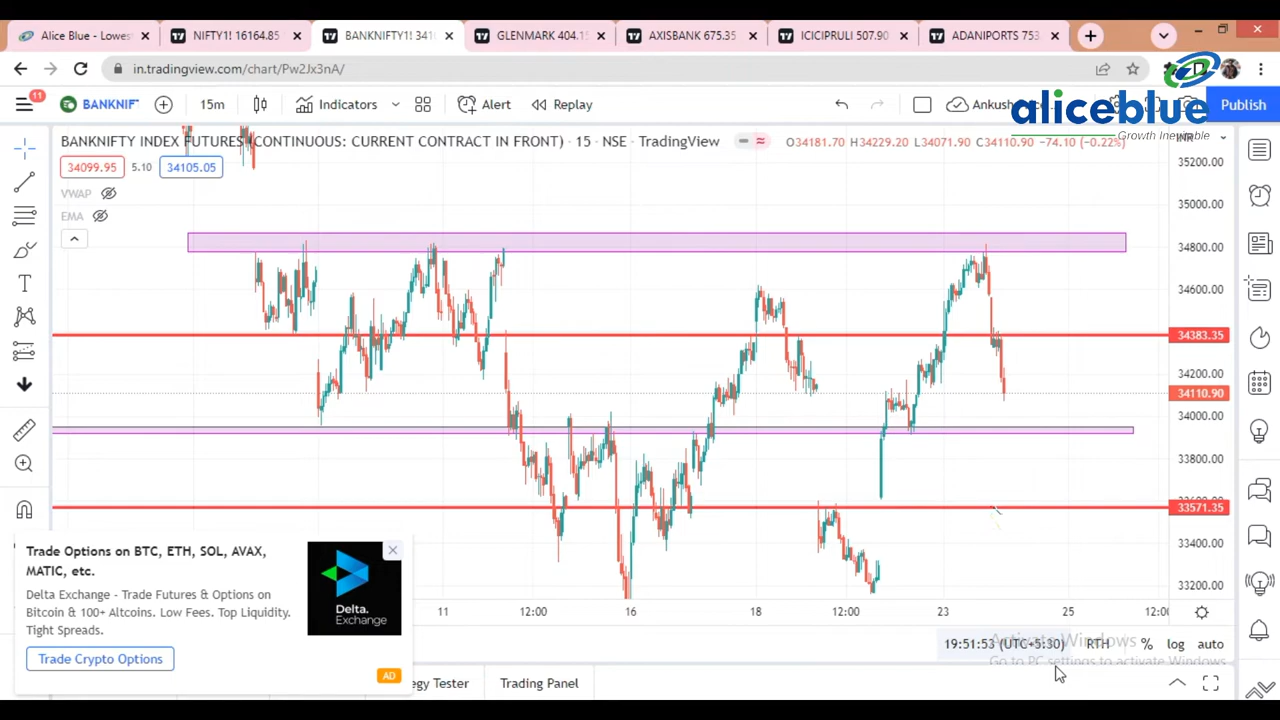 Alice Blue - Lowes
NIFTY1! 16164.85
BANKNIFTY1! 341
GLENMARK 404.15
AXISBANK 675.35
ICICIPRULI 507.90
ADANIPORTS 753.
in.tradingview.com/chart/Pw2Jx3nA/
11
BANKNIF
15m
Indicators
Alert
Replay
Ankush
Publish
aliceblue
Growth Inevitable
BANKNIFTY INDEX FUTURES (CONTINUOUS: CURRENT CONTRACT IN FRONT) · 15 · NSE · TradingView
O34181.70 H34229.20 L34071.90 C34110.90 −74.10 (−0.22%)
INR
34099.95 5.10 34105.05
VWAP
EMA
35200.00
35000.00
34800.00
34600.00
34383.35
34200.00
34110.90
34000.00
33800.00
33600.00
33571.35
33400.00
33200.00
11
12:00
16
18
12:00
23
25
12:00
Trade Options on BTC, ETH, SOL, AVAX,
MATIC, etc.
Delta Exchange - Trade Futures & Options on
Bitcoin & 100+ Altcoins. Low Fees. Top Liquidity.
Tight Spreads.
Trade Crypto Options
Delta.
Exchange
AD
19:51:53 (UTC+5:30)
RTH
%
log
auto
Activate Windows
Go to PC settings to activate Windows.
egy Tester
Trading Panel